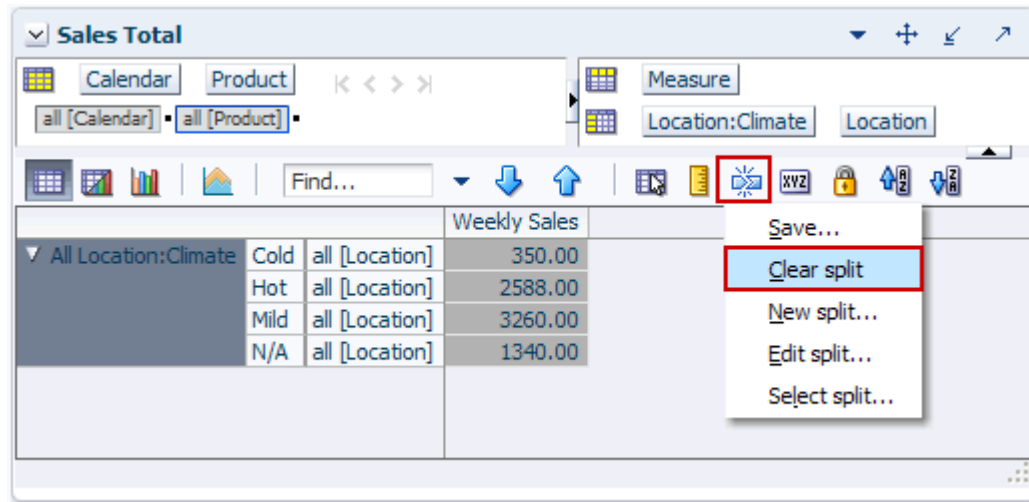 Sales Total
Calendar Product Measure
all [Calendar] all [Product] Location:Climate Location
Find... XYZ
Weekly Sales
All Location:Climate Cold all [Location] 350.00
Hot all [Location] 2588.00
Mild all [Location] 3260.00
N/A all [Location] 1340.00
Save...
Clear split
New split...
Edit split...
Select split...